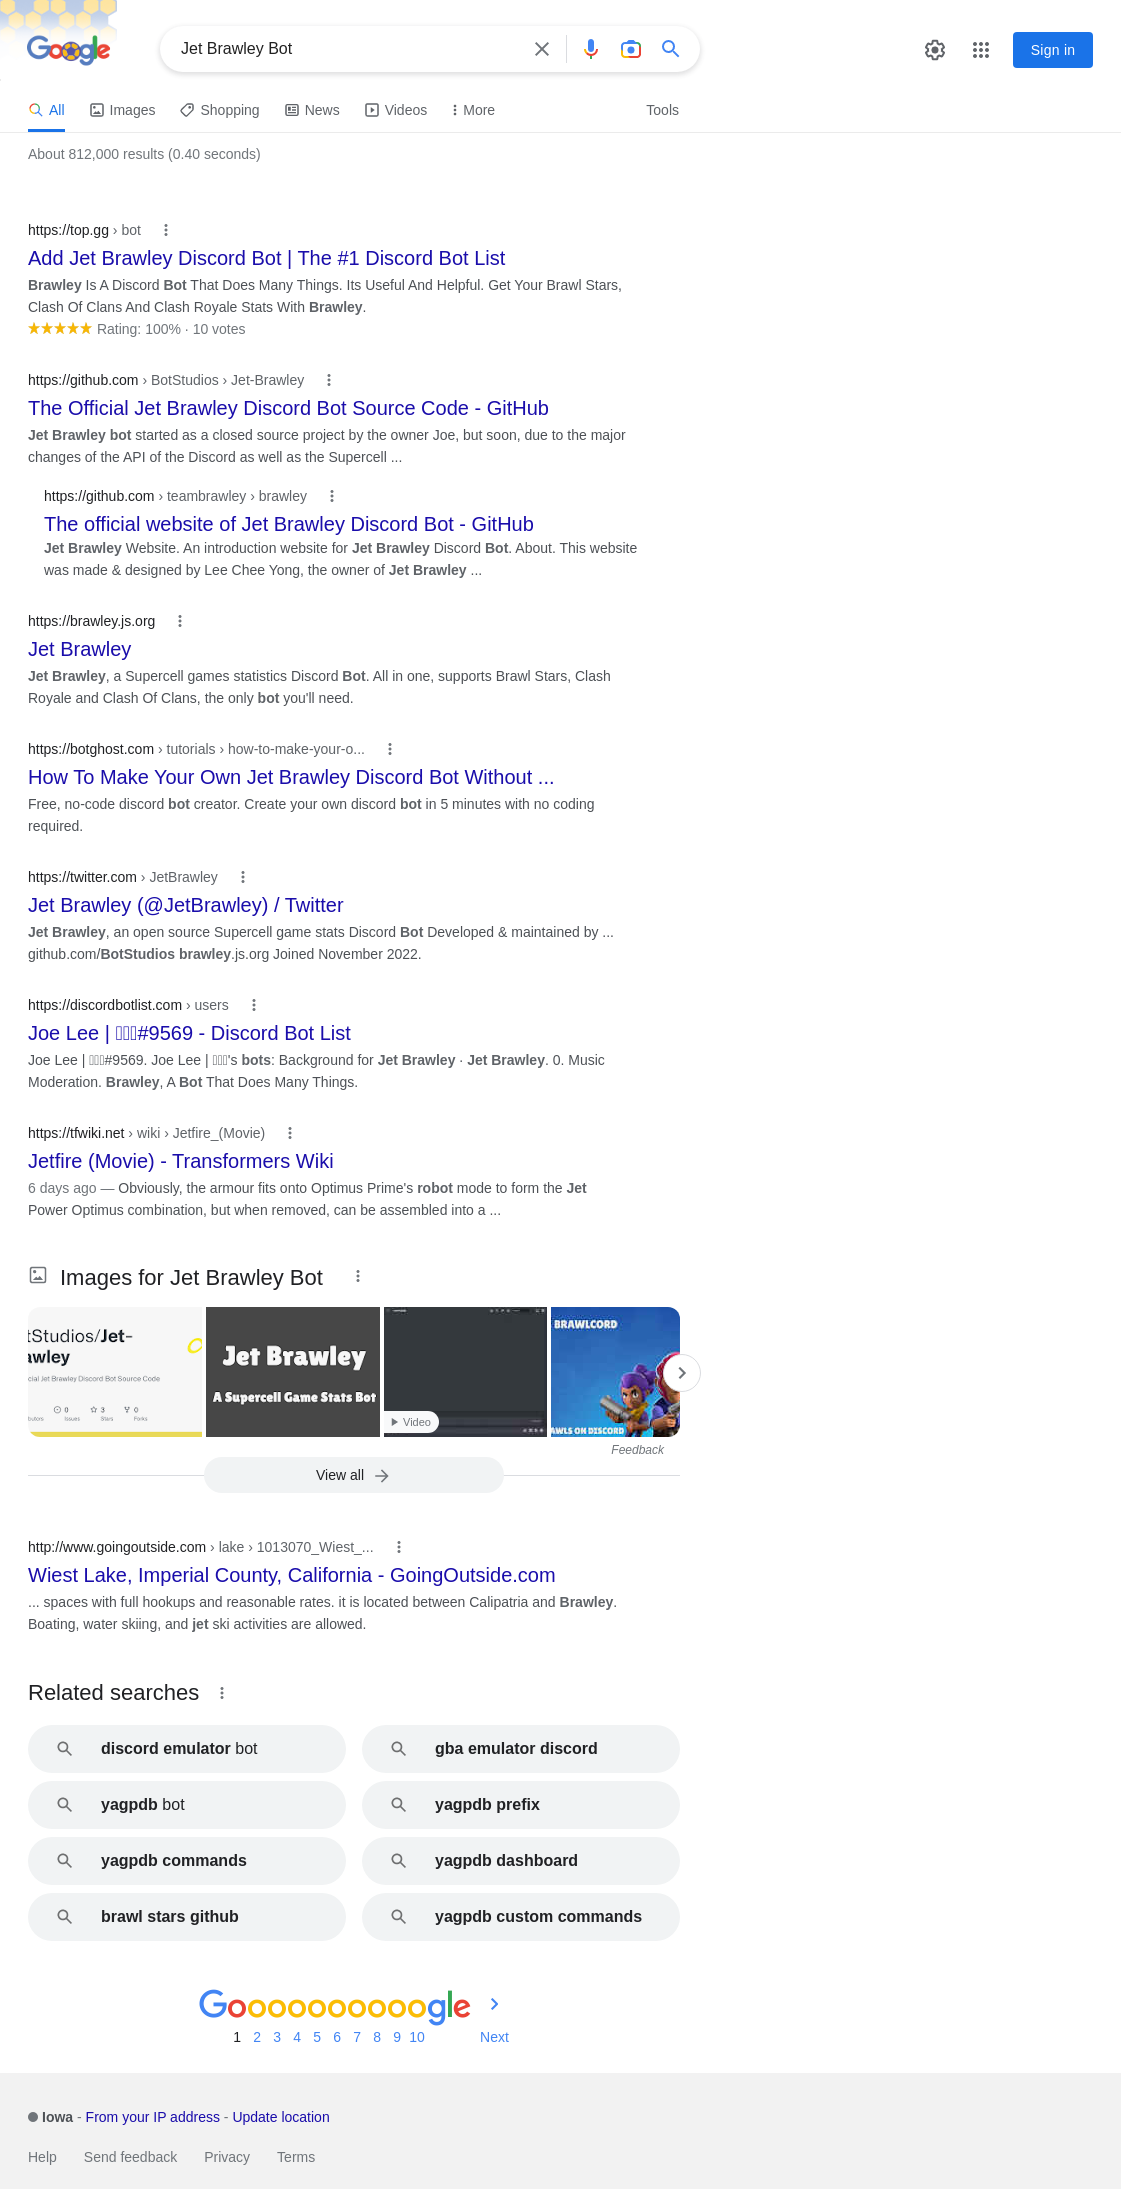 Google
Jet Brawley Bot
Sign in
All
Images
Shopping
News
Videos
More
Tools
About 812,000 results (0.40 seconds)
https://top.gg › bot
Add Jet Brawley Discord Bot | The #1 Discord Bot List
Brawley Is A Discord Bot That Does Many Things. Its Useful And Helpful. Get Your Brawl Stars,
Clash Of Clans And Clash Royale Stats With Brawley.
Rating: 100% · 10 votes
https://github.com › BotStudios › Jet-Brawley
The Official Jet Brawley Discord Bot Source Code - GitHub
Jet Brawley bot started as a closed source project by the owner Joe, but soon, due to the major
changes of the API of the Discord as well as the Supercell ...
https://github.com › teambrawley › brawley
The official website of Jet Brawley Discord Bot - GitHub
Jet Brawley Website. An introduction website for Jet Brawley Discord Bot. About. This website
was made & designed by Lee Chee Yong, the owner of Jet Brawley ...
https://brawley.js.org
Jet Brawley
Jet Brawley, a Supercell games statistics Discord Bot. All in one, supports Brawl Stars, Clash
Royale and Clash Of Clans, the only bot you'll need.
https://botghost.com › tutorials › how-to-make-your-o...
How To Make Your Own Jet Brawley Discord Bot Without ...
Free, no-code discord bot creator. Create your own discord bot in 5 minutes with no coding
required.
https://twitter.com › JetBrawley
Jet Brawley (@JetBrawley) / Twitter
Jet Brawley, an open source Supercell game stats Discord Bot Developed & maintained by ...
github.com/BotStudios brawley.js.org Joined November 2022.
https://discordbotlist.com › users
Joe Lee | #9569 - Discord Bot List
Joe Lee | #9569. Joe Lee | 's bots: Background for Jet Brawley · Jet Brawley. 0. Music
Moderation. Brawley, A Bot That Does Many Things.
https://tfwiki.net › wiki › Jetfire_(Movie)
Jetfire (Movie) - Transformers Wiki
6 days ago — Obviously, the armour fits onto Optimus Prime's robot mode to form the Jet
Power Optimus combination, but when removed, can be assembled into a ...
Images for Jet Brawley Bot
tStudios/Jet-
awley
cial Jet Brawley Discord Bot Source Code
0
3
0
butors
Issues
Stars
Forks
Jet Brawley
A Supercell Game Stats Bot
Video
BRAWLCORD
AWLS ON DISCORD
Feedback
View all
http://www.goingoutside.com › lake › 1013070_Wiest_...
Wiest Lake, Imperial County, California - GoingOutside.com
... spaces with full hookups and reasonable rates. it is located between Calipatria and Brawley.
Boating, water skiing, and jet ski activities are allowed.
Related searches
discord emulator bot
gba emulator discord
yagpdb bot
yagpdb prefix
yagpdb commands
yagpdb dashboard
brawl stars github
yagpdb custom commands
Goooooooooogle
1 2 3 4 5 6 7 8 9 10 Next
Iowa - From your IP address - Update location
Help
Send feedback
Privacy
Terms